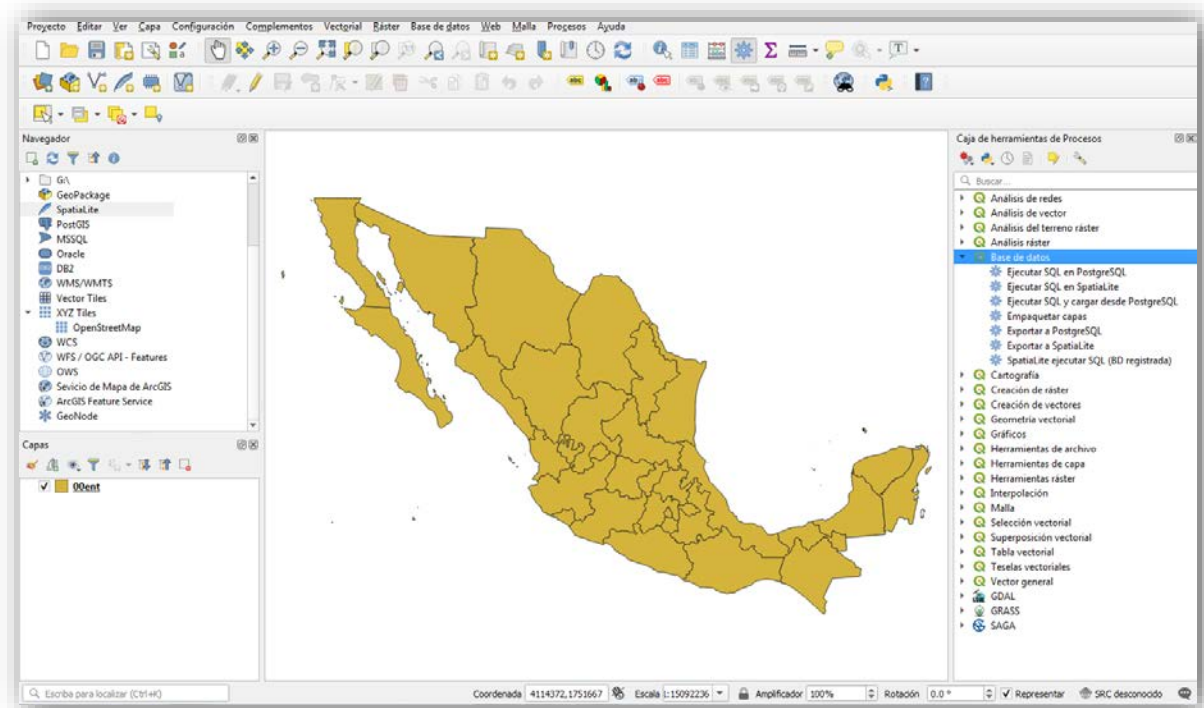 Proyecto Editar Ver Capa Configuración Complementos Vectorial Ráster Base de datos Web Malla Procesos Ayuda
Navegador
G:\
GeoPackage
SpatiaLite
PostGIS
MSSQL
Oracle
DB2
WMS/WMTS
Vector Tiles
XYZ Tiles
OpenStreetMap
WCS
WFS / OGC API - Features
OWS
Sevicio de Mapa de ArcGIS
ArcGIS Feature Service
GeoNode
Capas
00ent
Caja de herramientas de Procesos
Buscar...
Análisis de redes
Análisis de vector
Análisis del terreno ráster
Análisis ráster
Base de datos
Ejecutar SQL en PostgreSQL
Ejecutar SQL en SpatiaLite
Ejecutar SQL y cargar desde PostgreSQL
Empaquetar capas
Exportar a PostgreSQL
Exportar a SpatiaLite
SpatiaLite ejecutar SQL (BD registrada)
Cartografía
Creación de ráster
Creación de vectores
Geometría vectorial
Gráficos
Herramientas de archivo
Herramientas de capa
Herramientas ráster
Interpolación
Malla
Selección vectorial
Superposición vectorial
Tabla vectorial
Teselas vectoriales
Vector general
GDAL
GRASS
SAGA
Escriba para localizar (Ctrl+K) Coordenada 4114372,1751667 Escala 1:15092236 Amplificador 100% Rotación 0.0 ° Representar SRC desconocido